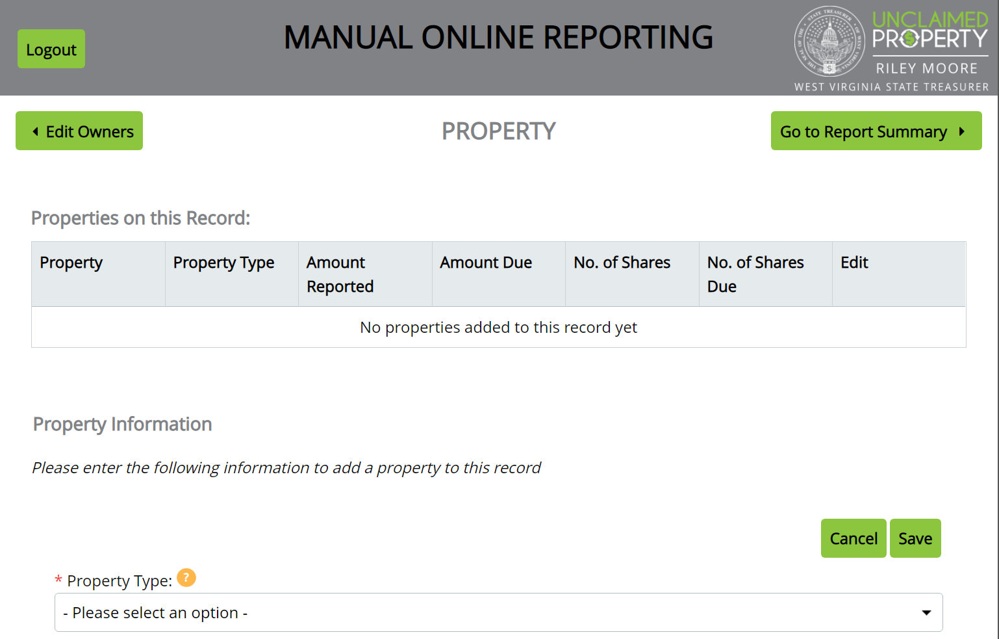 Logout
MANUAL ONLINE REPORTING
UNCLAIMED
PROPERTY
RILEY MOORE
WEST VIRGINIA STATE TREASURER
Edit Owners
PROPERTY
Go to Report Summary
Properties on this Record:
Property
Property Type
Amount Reported
Amount Due
No. of Shares
No. of Shares Due
Edit
No properties added to this record yet
Property Information
Please enter the following information to add a property to this record
Cancel
Save
* Property Type: ?
- Please select an option -